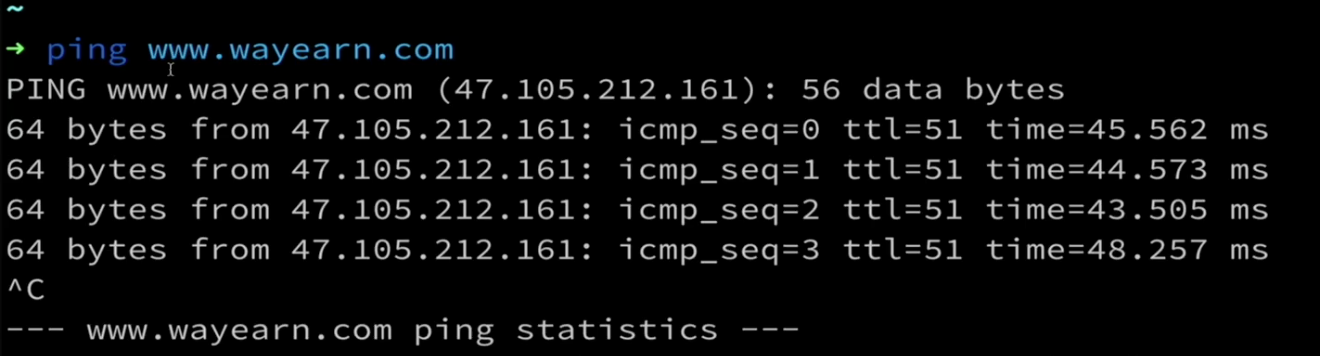 ~
➜ ping www.wayearn.com
PING www.wayearn.com (47.105.212.161): 56 data bytes
64 bytes from 47.105.212.161: icmp_seq=0 ttl=51 time=45.562 ms
64 bytes from 47.105.212.161: icmp_seq=1 ttl=51 time=44.573 ms
64 bytes from 47.105.212.161: icmp_seq=2 ttl=51 time=43.505 ms
64 bytes from 47.105.212.161: icmp_seq=3 ttl=51 time=48.257 ms
^C
--- www.wayearn.com ping statistics ---